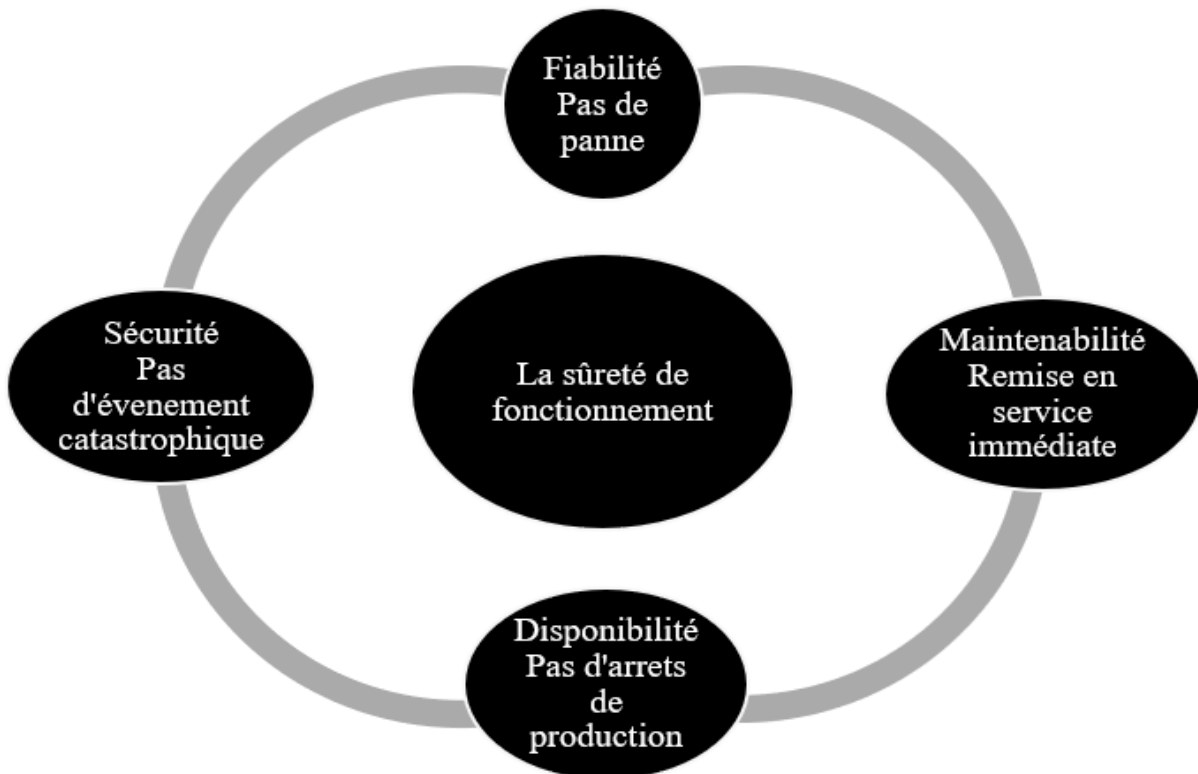 Fiabilité
Pas de
panne
Sécurité
Pas
d'évenement
catastrophique
La sûreté de
fonctionnement
Maintenabilité
Remise en
service
immédiate
Disponibilité
Pas d'arrets
de
production